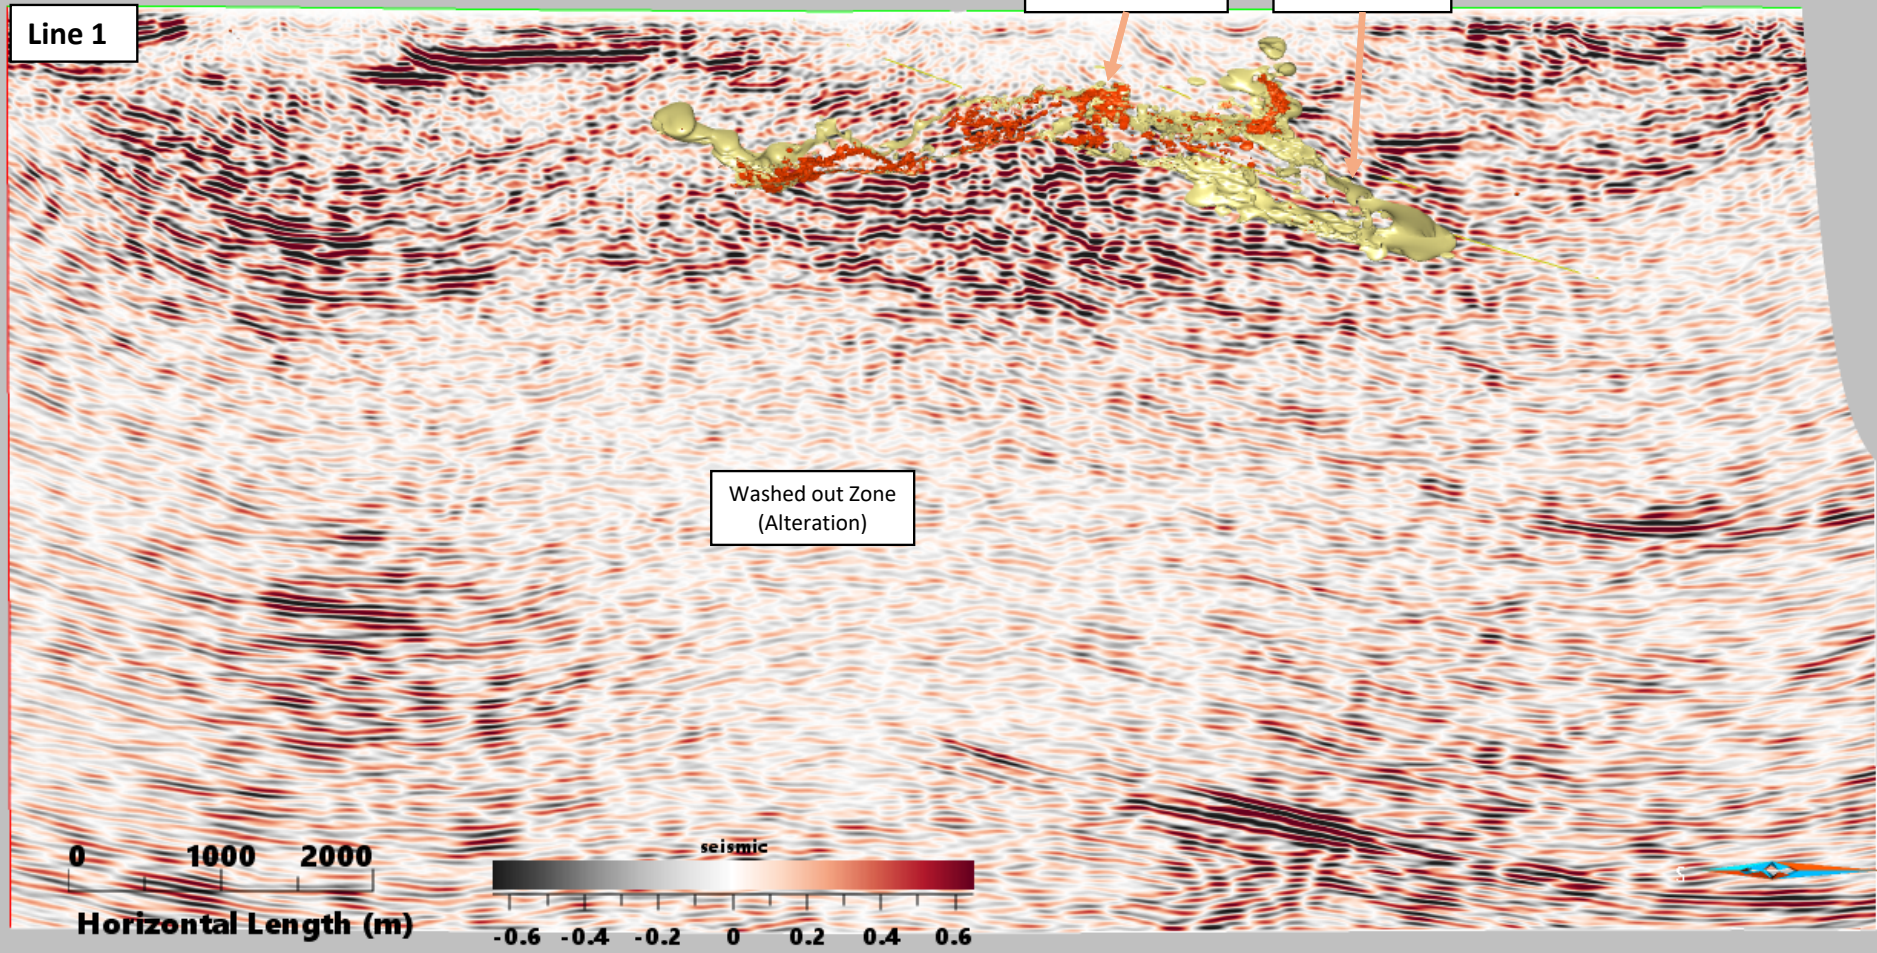 Line 1
Washed out Zone
(Alteration)
0 1000 2000
Horizontal Length (m)
seismic
-0.6 -0.4 -0.2 0 0.2 0.4 0.6
S